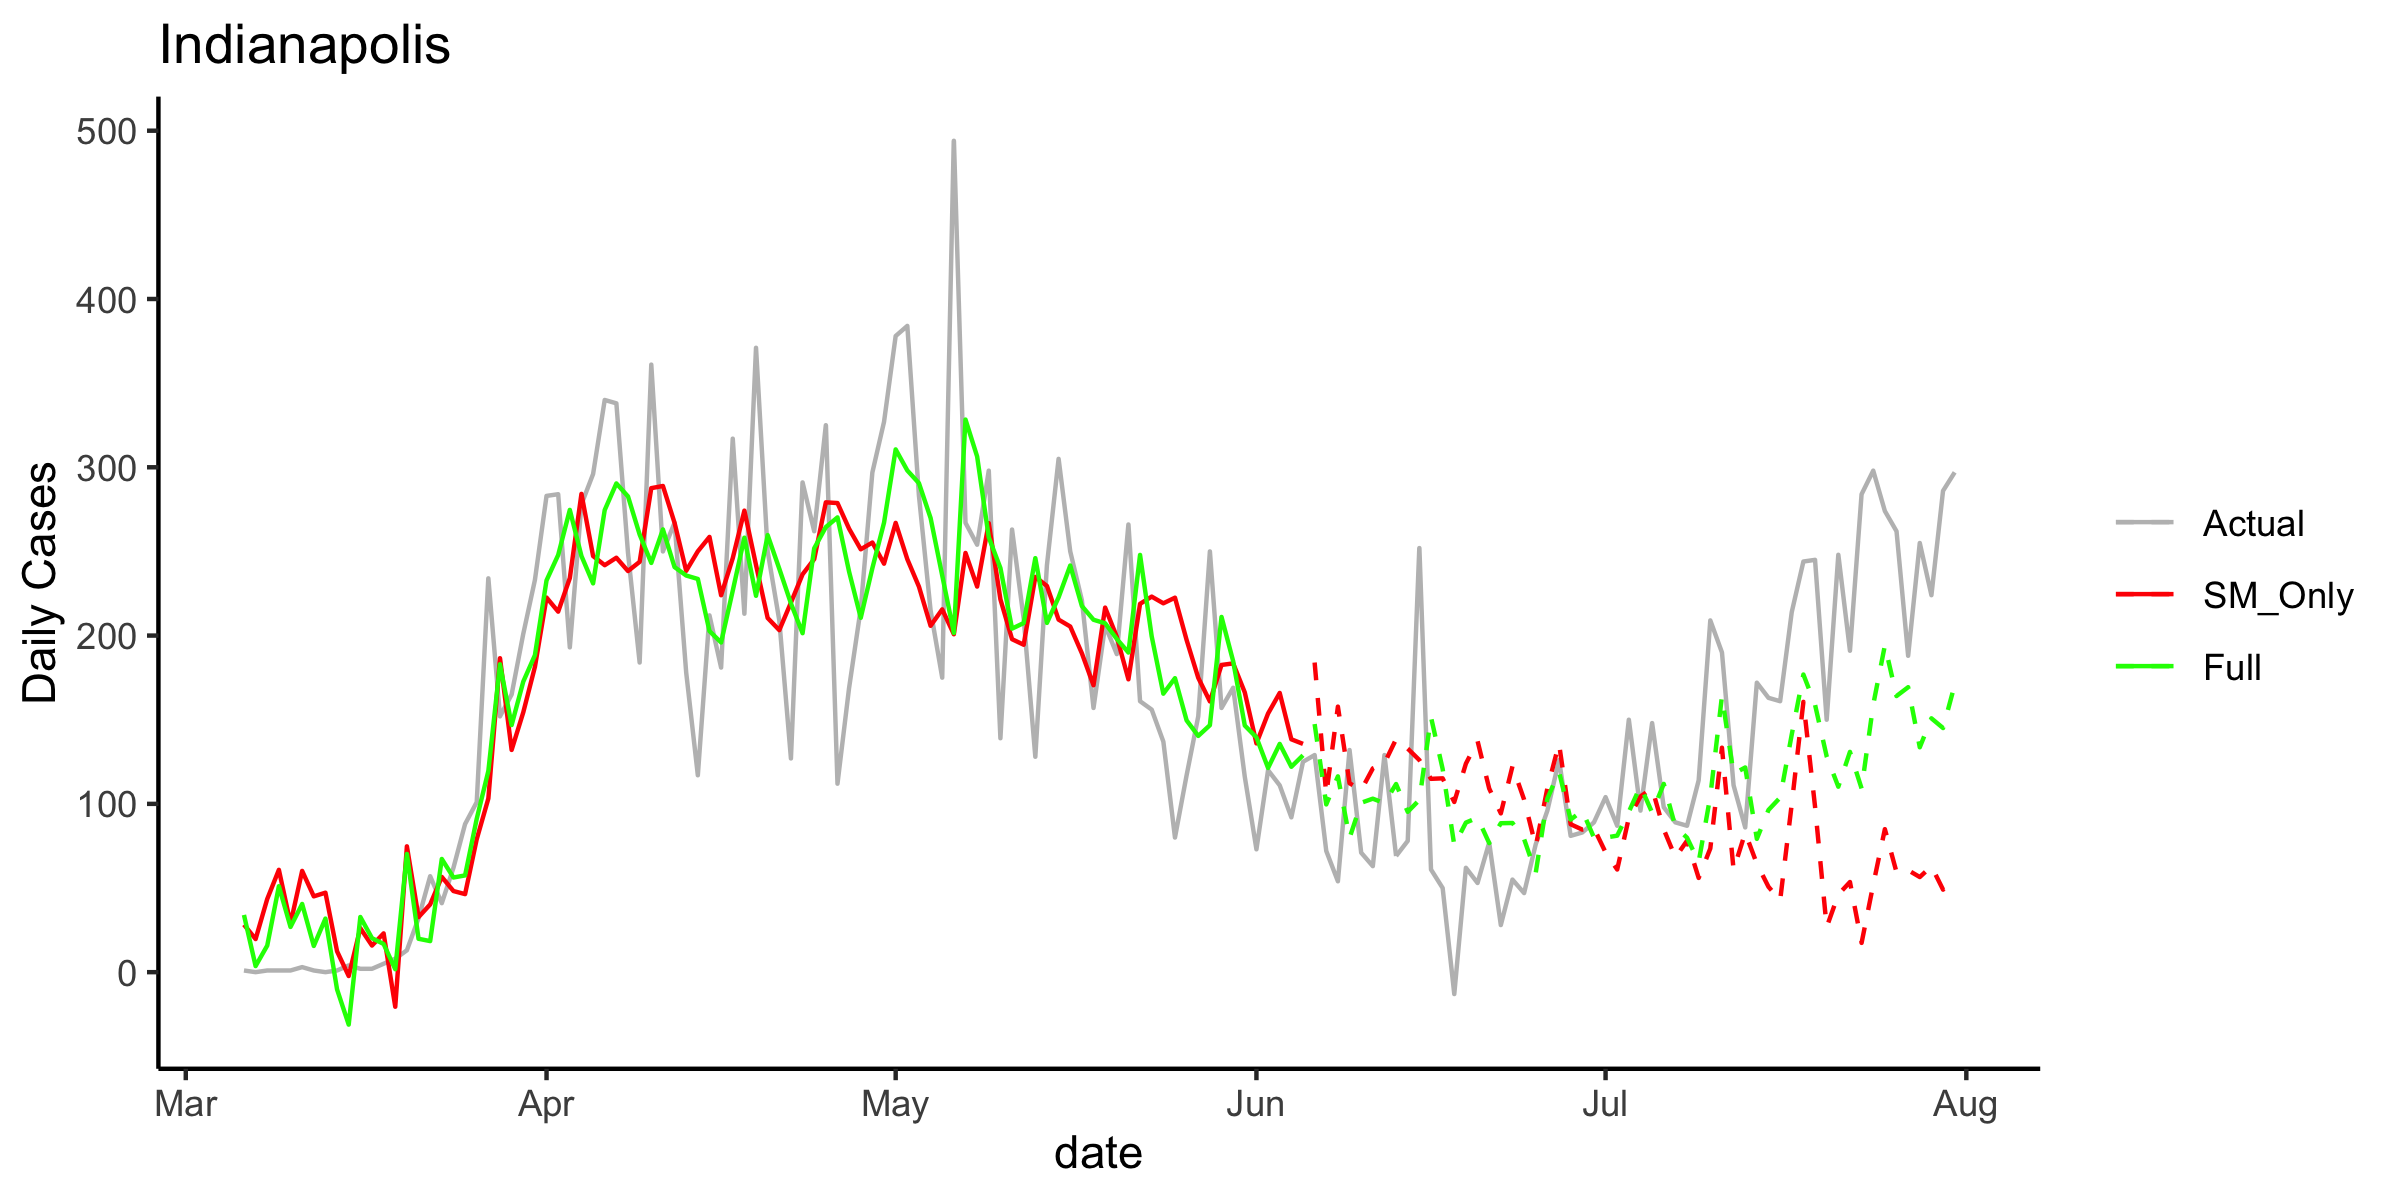 Indianapolis
Daily Cases
500
400
300
200
100
0
Mar Apr May Jun Jul Aug
date
Actual
SM_Only
Full